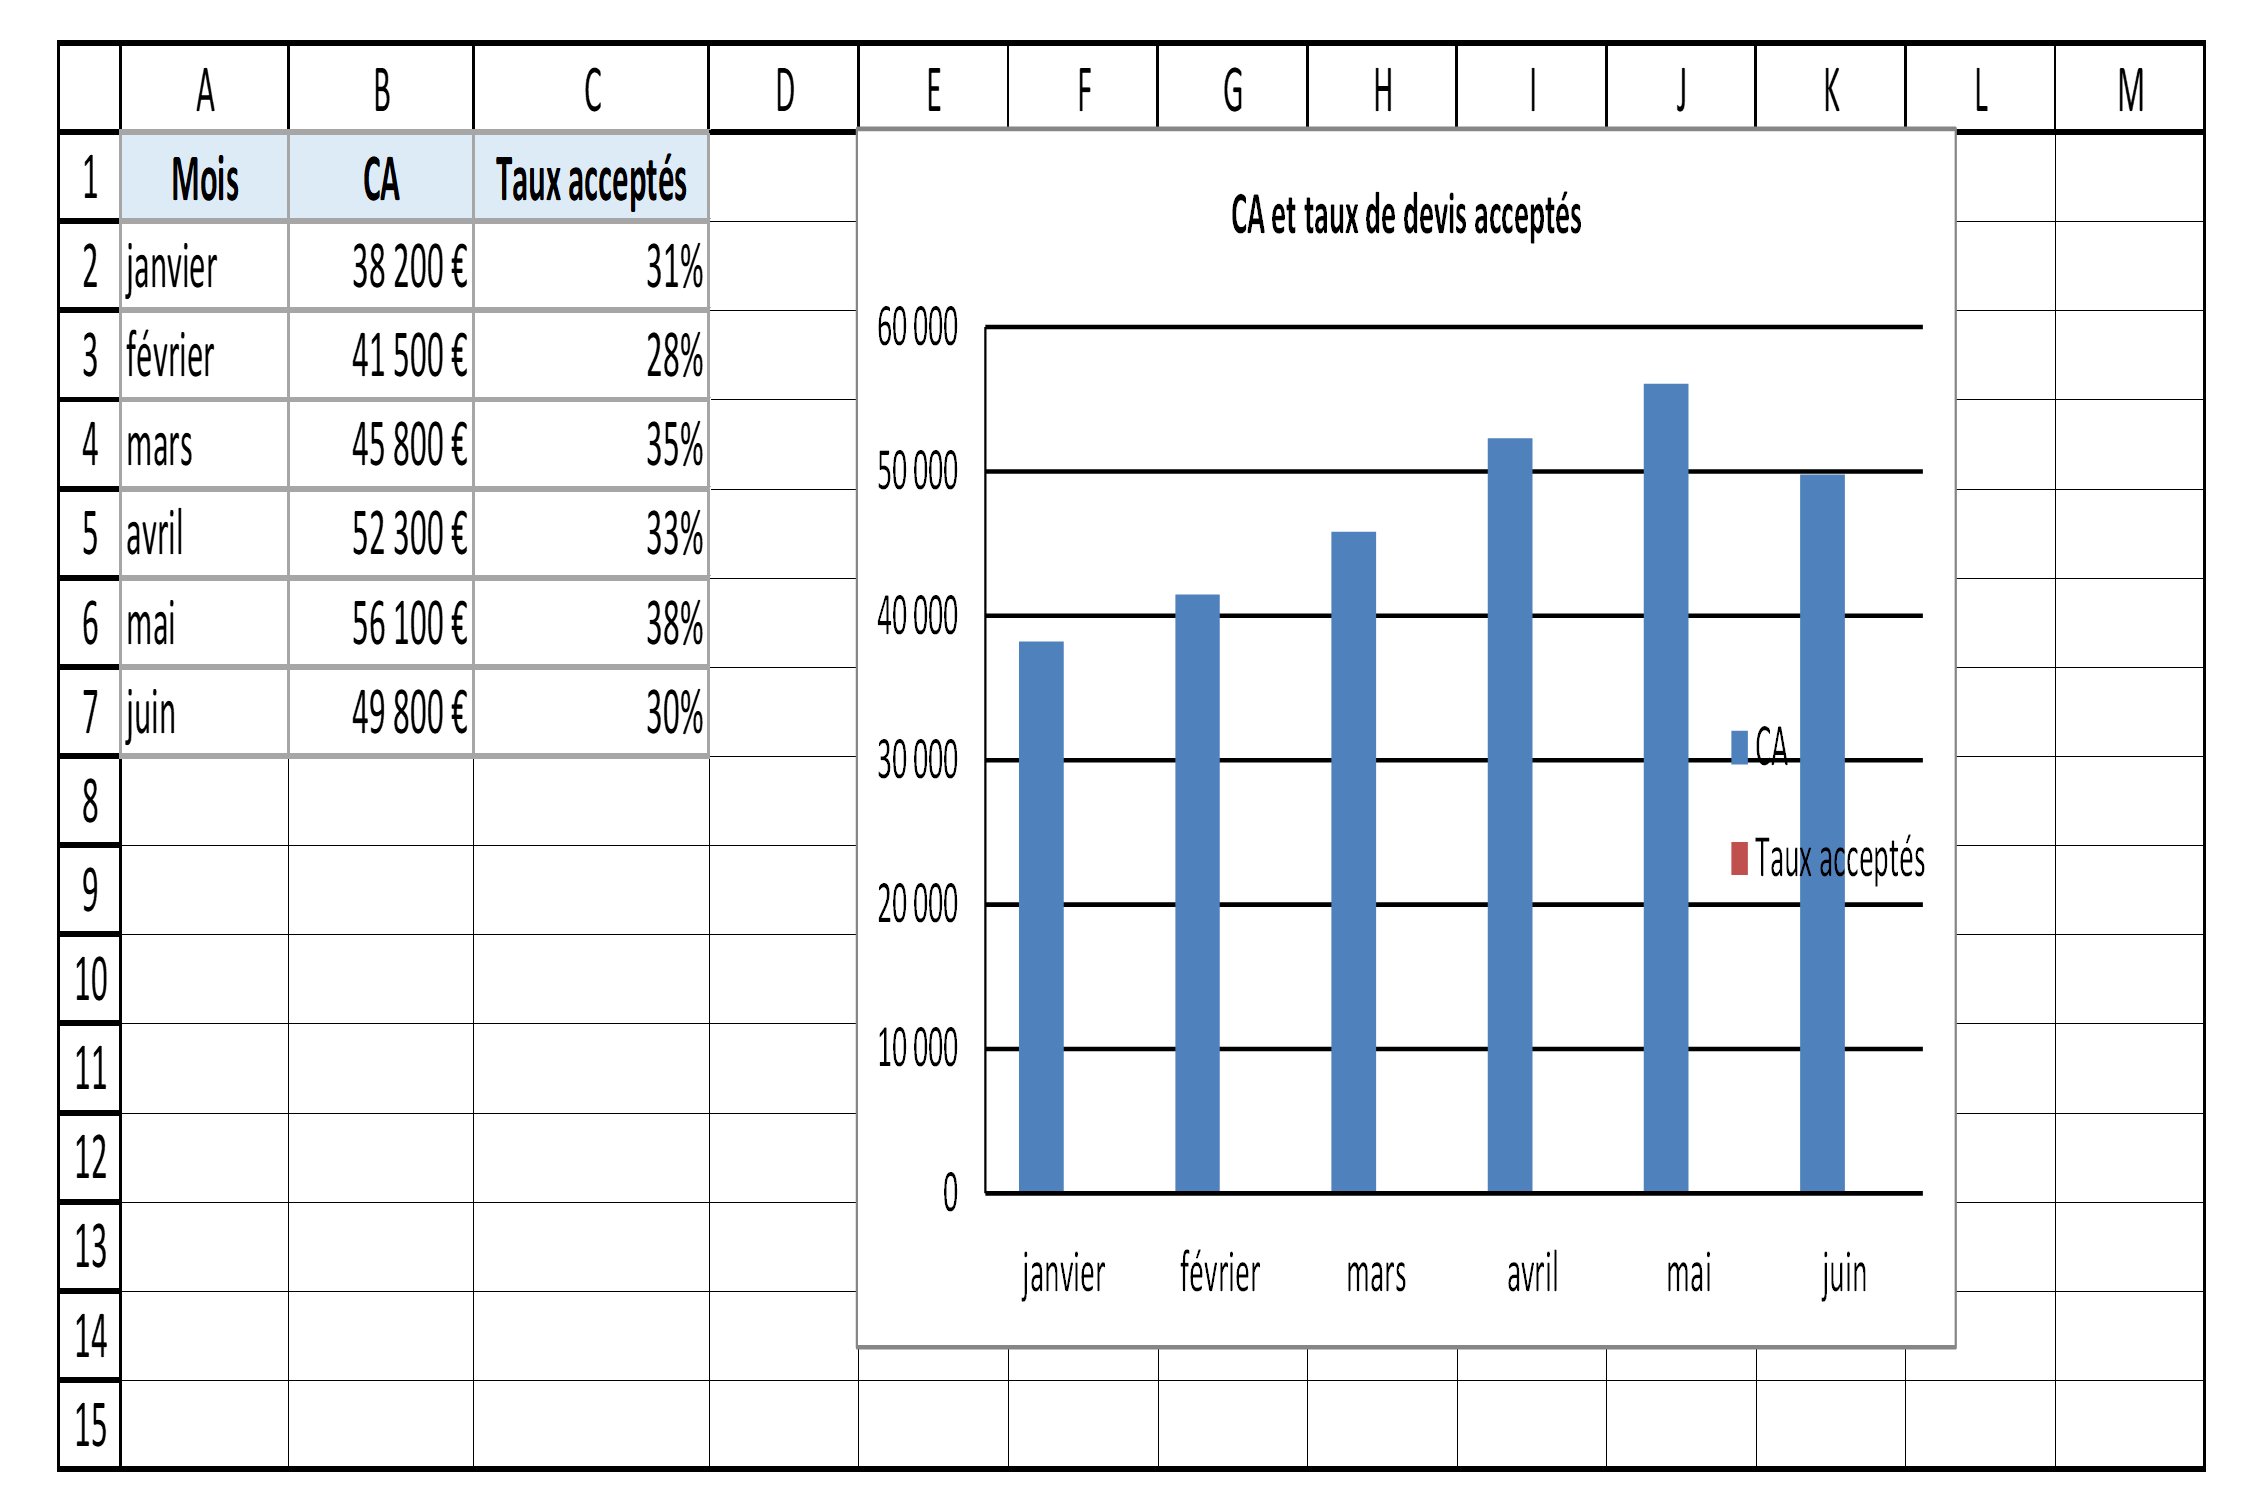 A B C D E F G H I J K L M
1 Mois CA Taux acceptés
2 janvier 38 200 € 31%
3 février 41 500 € 28%
4 mars 45 800 € 35%
5 avril 52 300 € 33%
6 mai 56 100 € 38%
7 juin 49 800 € 30%
8
9
10
11
12
13
14
15
CA et taux de devis acceptés
60 000
50 000
40 000
30 000
20 000
10 000
0
janvier février mars avril mai juin
CA
Taux acceptés